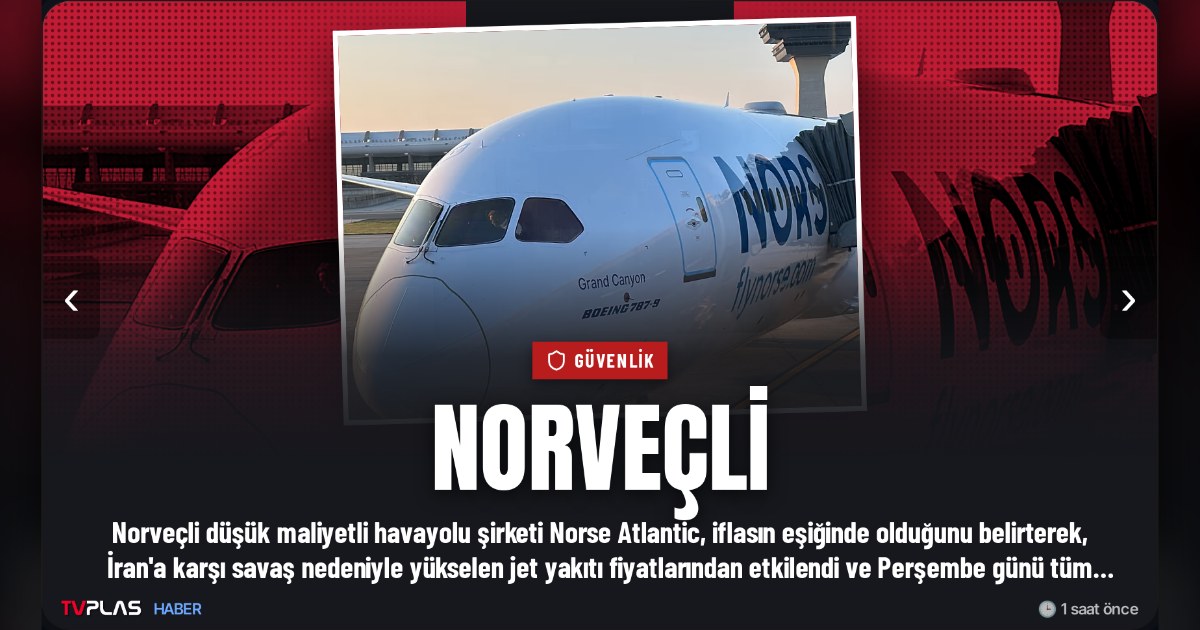 NORS
flynorse.com
Grand Canyon
BOEING 787-9
NORS
GÜVENLİK
NORVEÇLİ
Norveçli düşük maliyetli havayolu şirketi Norse Atlantic, iflasın eşiğinde olduğunu belirterek,
İran'a karşı savaş nedeniyle yükselen jet yakıtı fiyatlarından etkilendi ve Perşembe günü tüm...
TVPLAS HABER
1 saat önce